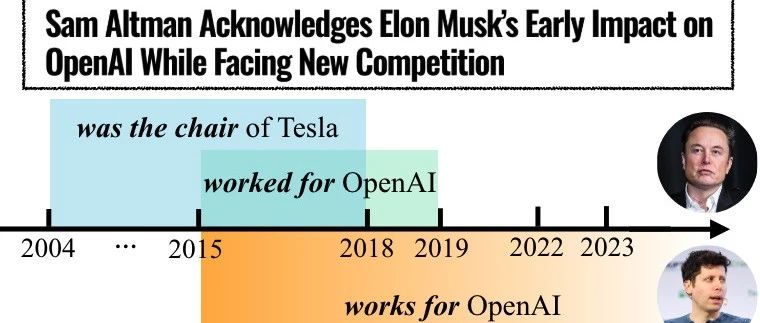 Sam Altman Acknowledges Elon Musk’s Early Impact on
OpenAI While Facing New Competition
was the chair of Tesla
worked for OpenAI
2004 ... 2015 2018 2019 2022 2023
works for OpenAI